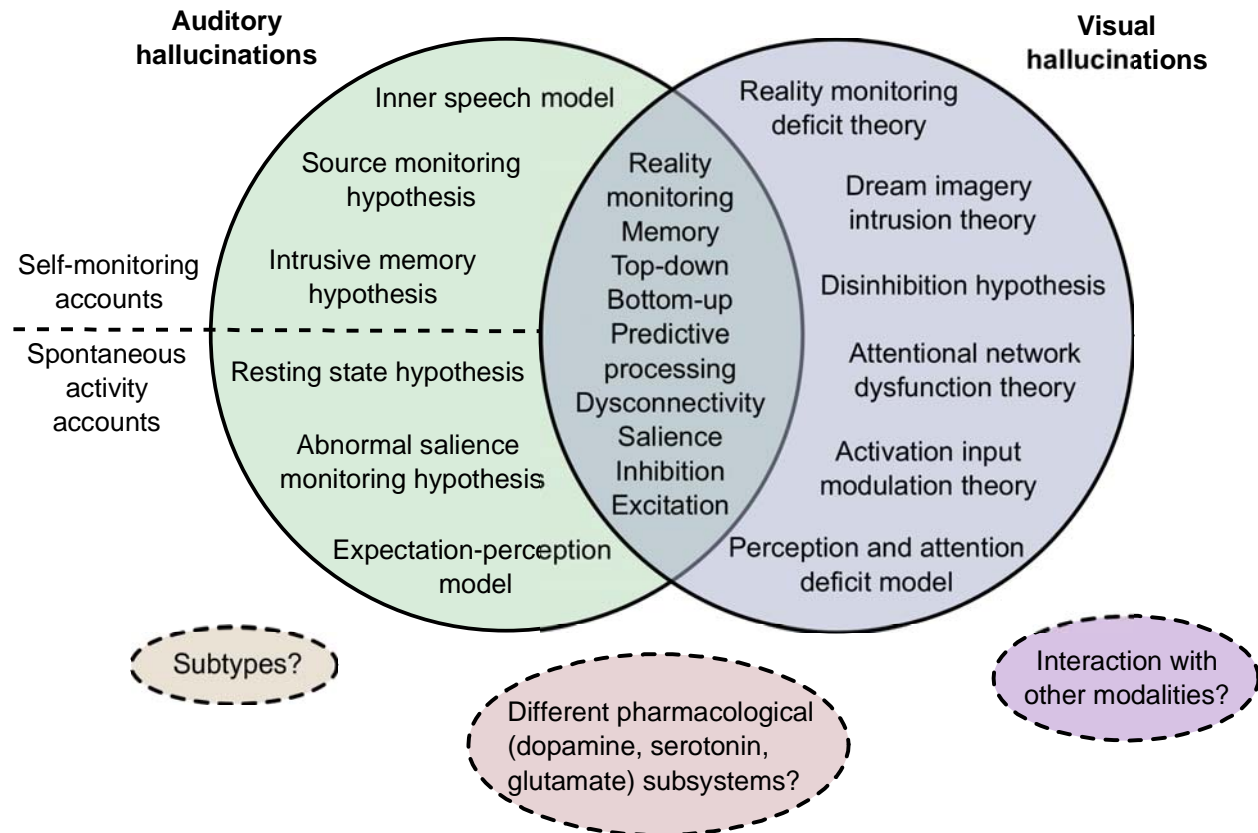 Auditory
hallucinations
Visual
hallucinations
Inner speech model
Source monitoring
hypothesis
Intrusive memory
hypothesis
Self-monitoring
accounts
Spontaneous
activity
accounts
Resting state hypothesis
Abnormal salience
monitoring hypothesis
Expectation-perception
model
Reality
monitoring
Memory
Top-down
Bottom-up
Predictive
processing
Dysconnectivity
Salience
Inhibition
Excitation
Reality monitoring
deficit theory
Dream imagery
intrusion theory
Disinhibition hypothesis
Attentional network
dysfunction theory
Activation input
modulation theory
Perception and attention
deficit model
Subtypes?
Different pharmacological
(dopamine, serotonin,
glutamate) subsystems?
Interaction with
other modalities?